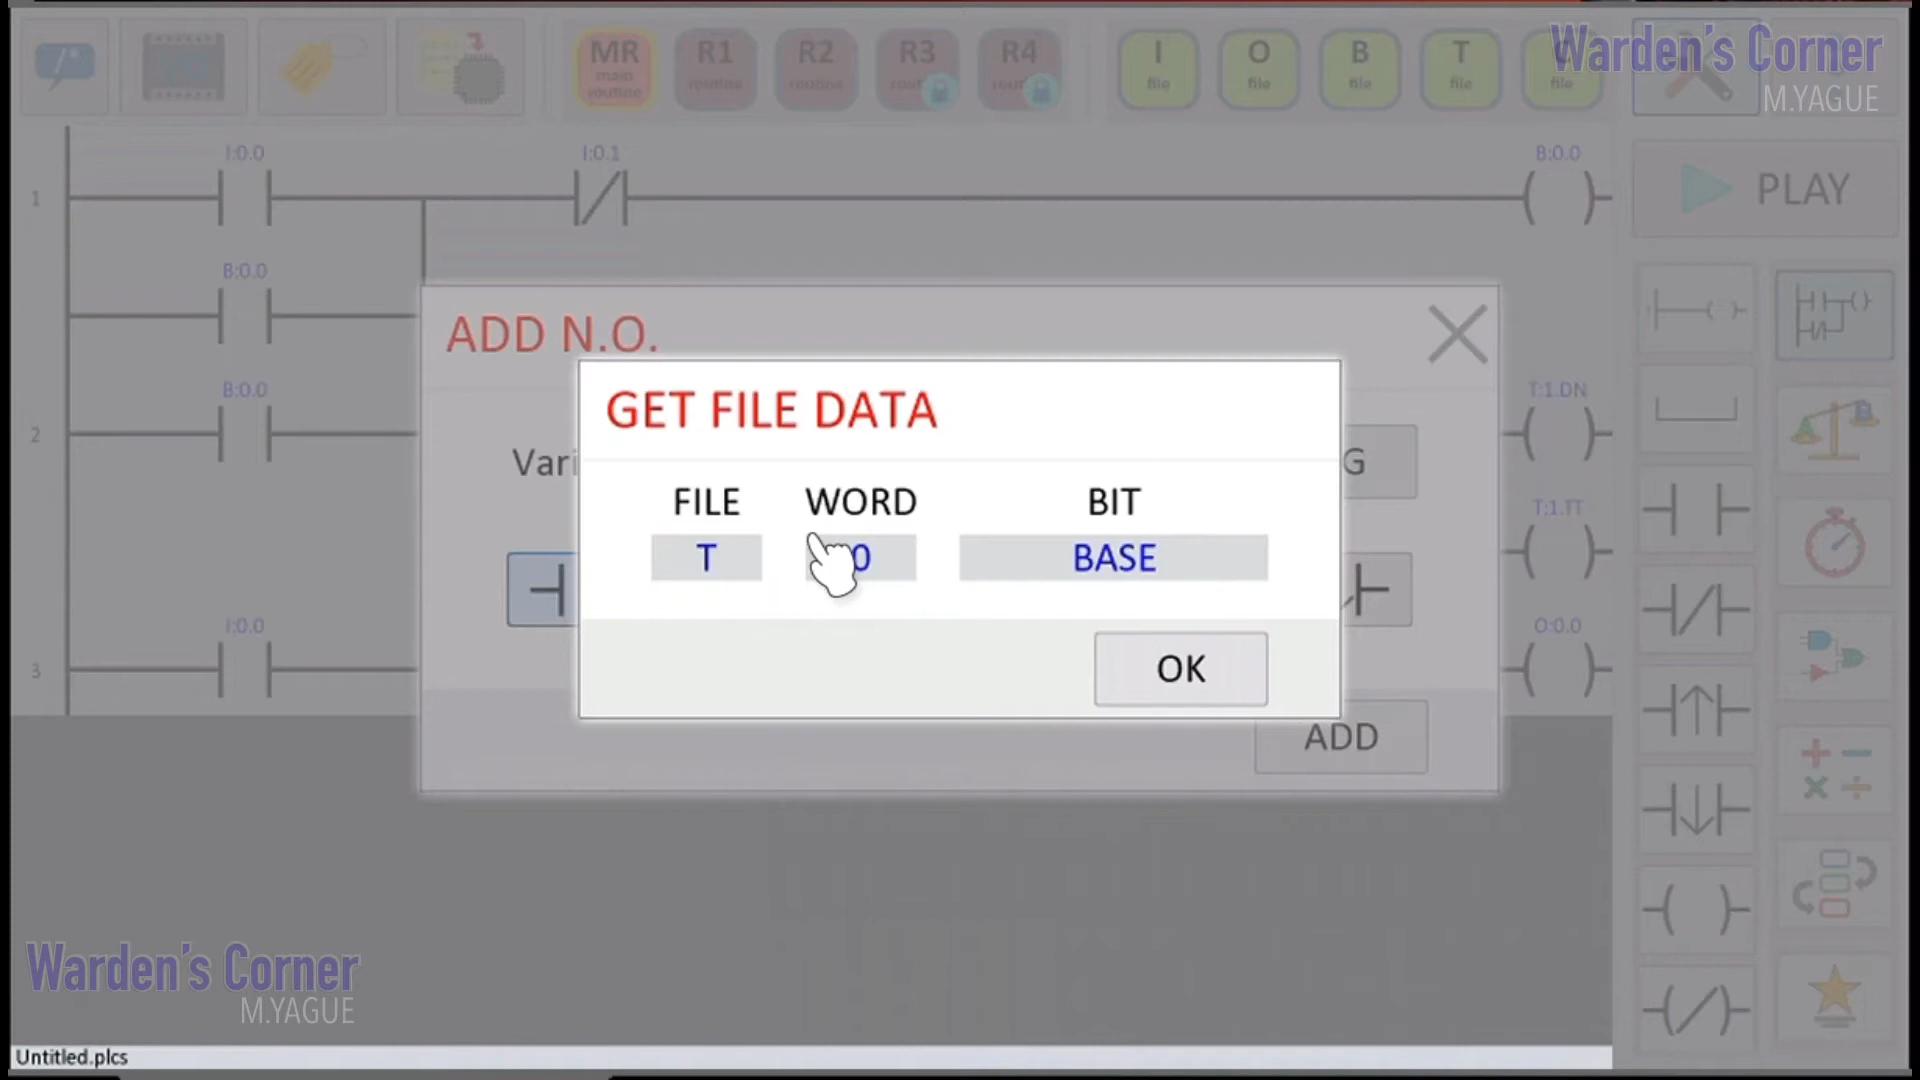 MR
main
routine
R1
routine
R2
routine
R3
R4
I
file
O
file
B
file
T
file
file
Warden's Corner
M.YAGUE
I:0.0
I:0.1
B:0.0
1
PLAY
B:0.0
ADD N.O.
GET FILE DATA
B:0.0
T:1.DN
2
Vari
G
FILE WORD BIT
T 0 BASE
T:1.TT
I:0.0
O:0.0
3
OK
ADD
Warden's Corner
M.YAGUE
Untitled.plcs